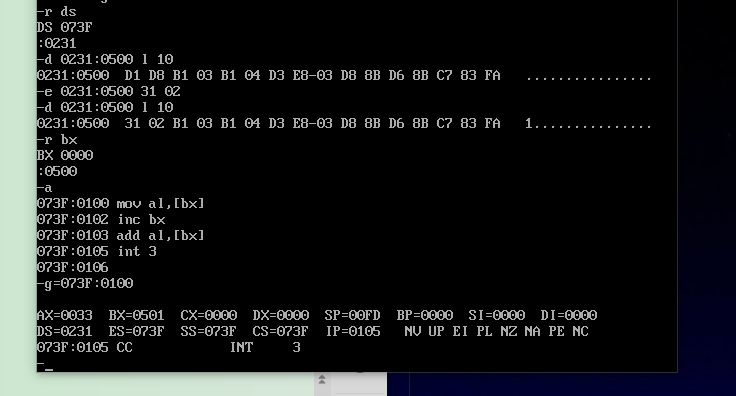 -r ds
DS 073F
:0231
-d 0231:0500 l 10
0231:0500  D1 D8 B1 03 B1 04 D3 E8-03 D8 8B D6 8B C7 83 FA   ................
-e 0231:0500 31 02
-d 0231:0500 l 10
0231:0500  31 02 B1 03 B1 04 D3 E8-03 D8 8B D6 8B C7 83 FA   1...............
-r bx
BX 0000
:0500
-a
073F:0100 mov al,[bx]
073F:0102 inc bx
073F:0103 add al,[bx]
073F:0105 int 3
073F:0106
-g=073F:0100
AX=0033  BX=0501  CX=0000  DX=0000  SP=00FD  BP=0000  SI=0000  DI=0000
DS=0231  ES=073F  SS=073F  CS=073F  IP=0105   NV UP EI PL NZ NA PE NC
073F:0105 CC            INT     3
-_